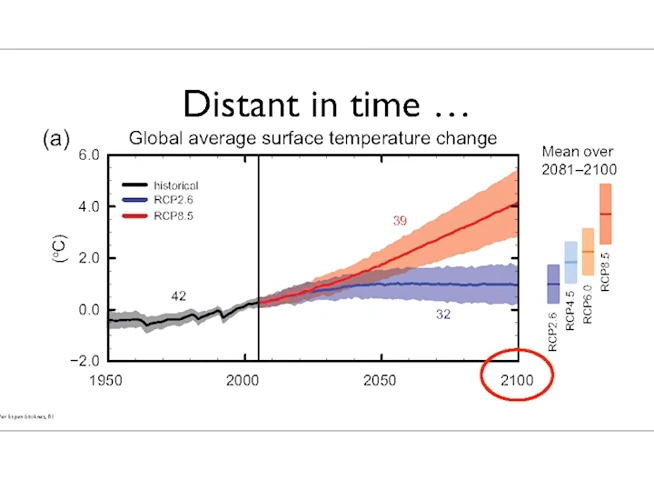 Distant in time …
(a)
Global average surface temperature change
Mean over
2081–2100
6.0
4.0
2.0
0.0
−2.0
(°C)
historical
RCP2.6
RCP8.5
42
39
32
1950
2000
2050
2100
RCP2.6
RCP4.5
RCP6.0
RCP8.5